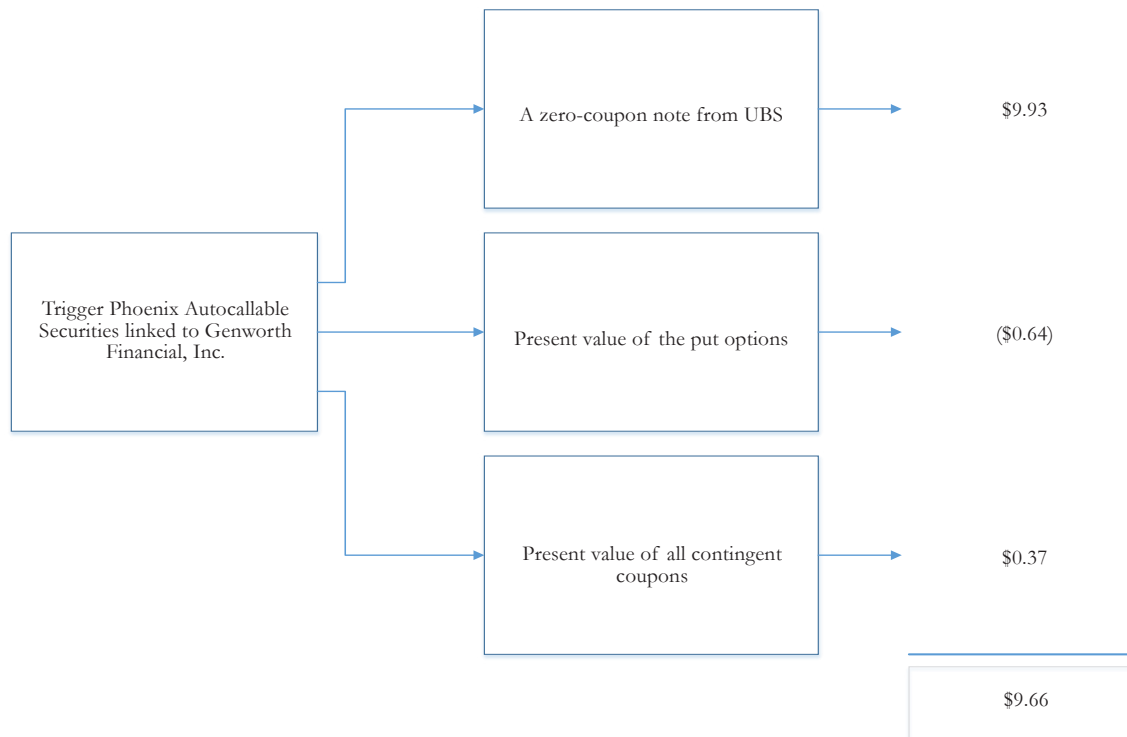 A zero-coupon note from UBS
$9.93
Trigger Phoenix Autocallable
Securities linked to Genworth
Financial, Inc.
Present value of the put options
($0.64)
Present value of all contingent
coupons
$0.37
$9.66